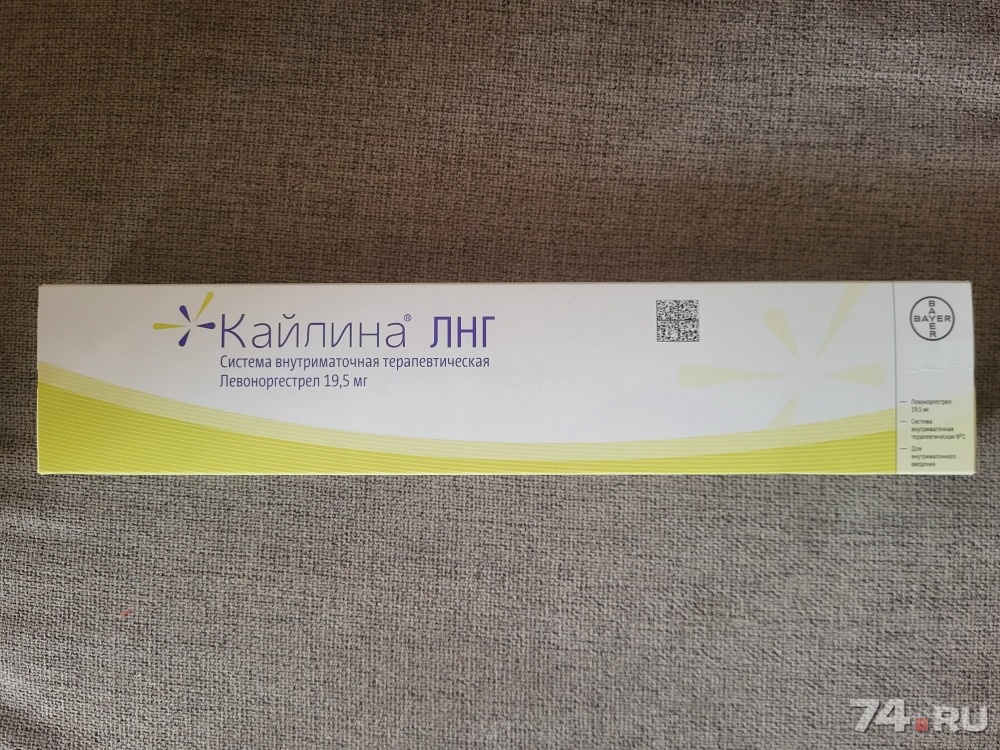 Кайлина® ЛНГ
Система внутриматочная терапевтическая
Левоноргестрел 19,5 мг
BAYER
BAYER
— Левоноргестрел
19,5 мг
— Система
внутриматочная
терапевтическая №1
— Для
внутриматочного
введения
74.RU